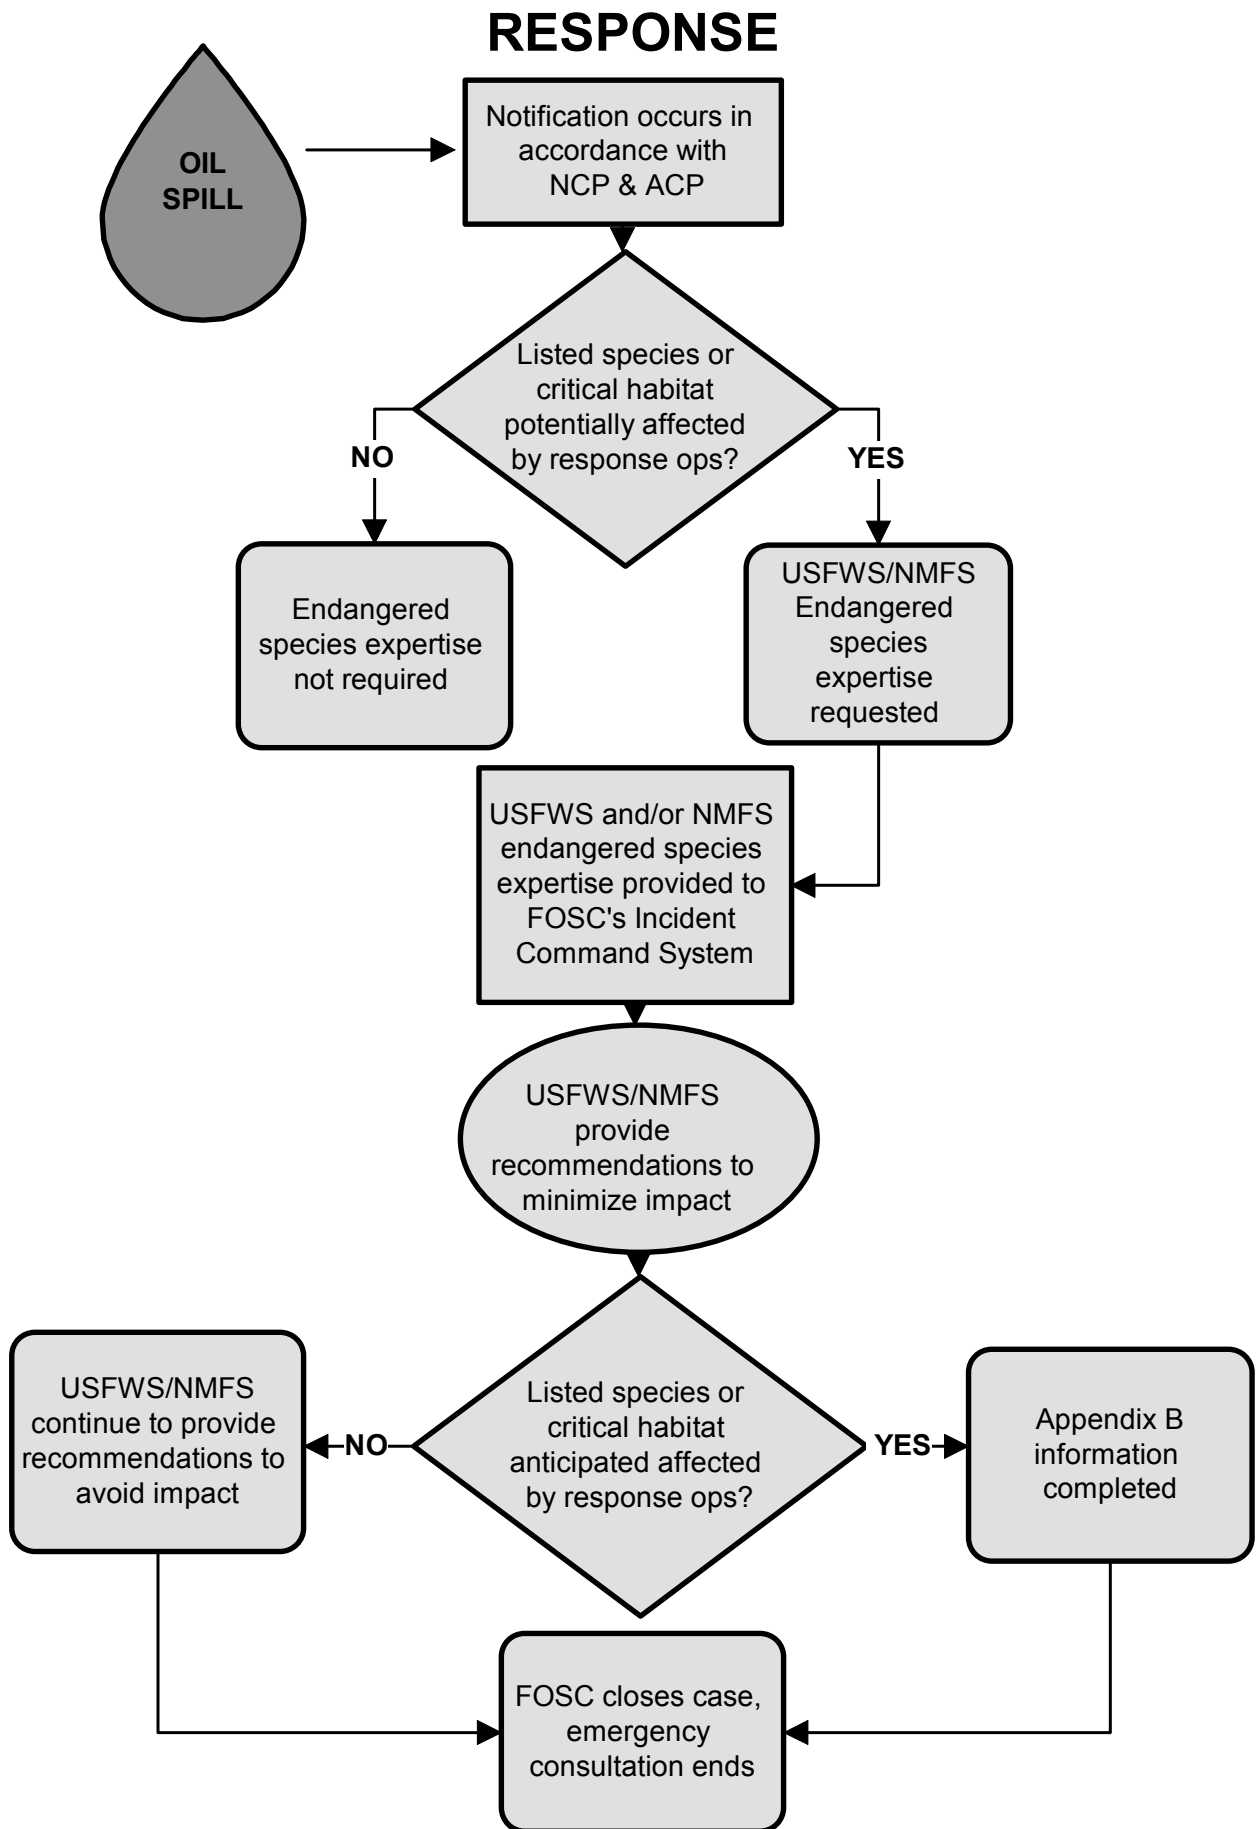 RESPONSE
OIL
SPILL
Notification occurs in
accordance with
NCP & ACP
Listed species or
critical habitat
potentially affected
by response ops?
NO
YES
Endangered
species expertise
not required
USFWS/NMFS
Endangered
species
expertise
requested
USFWS and/or NMFS
endangered species
expertise provided to
FOSC's Incident
Command System
USFWS/NMFS
provide
recommendations to
minimize impact
USFWS/NMFS
continue to provide
recommendations to
avoid impact
NO
Listed species or
critical habitat
anticipated affected
by response ops?
YES
Appendix B
information
completed
FOSC closes case,
emergency
consultation ends